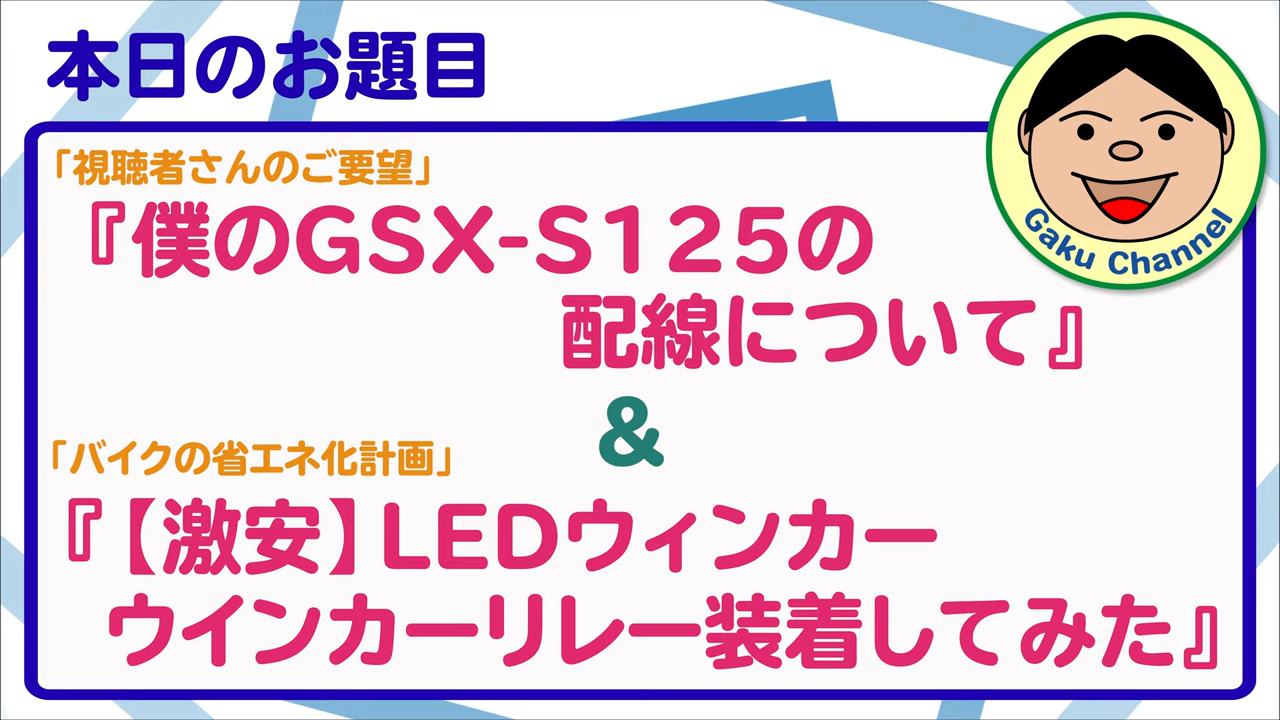 本日のお題目
「視聴者さんのご要望」
『僕のGSX-S125の
配線について』
&
「バイクの省エネ化計画」
『【激安】LEDウィンカー
ウインカーリレー装着してみた』
Gaku Channel